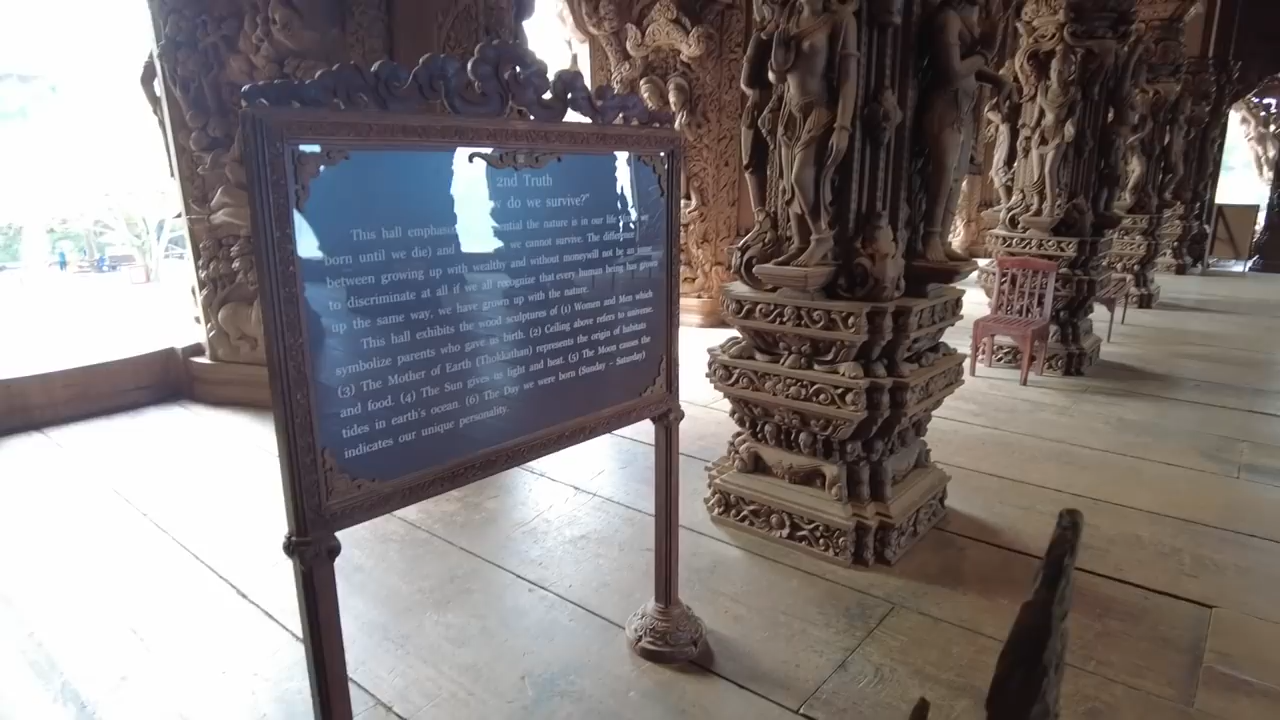 2nd Truth
do we survive?"
This hall emphasi ential the nature is in our life (from we
born until we die) and we cannot survive. The difference
between growing up with wealthy and without moneywill not be an issue
to discriminate at all if we all recognize that every human being has grown
up the same way, we have grown up with the nature.
This hall exhibits the wood sculptures of (1) Women and Men which
symbolize parents who gave us birth. (2) Ceiling above refers to universe.
(3) The Mother of Earth (Thokkathan) represents the origin of habitats
and food. (4) The Sun gives us light and heat. (5) The Moon causes the
tides in earth's ocean. (6) The Day we were born (Sunday - Saturday)
indicates our unique personality.